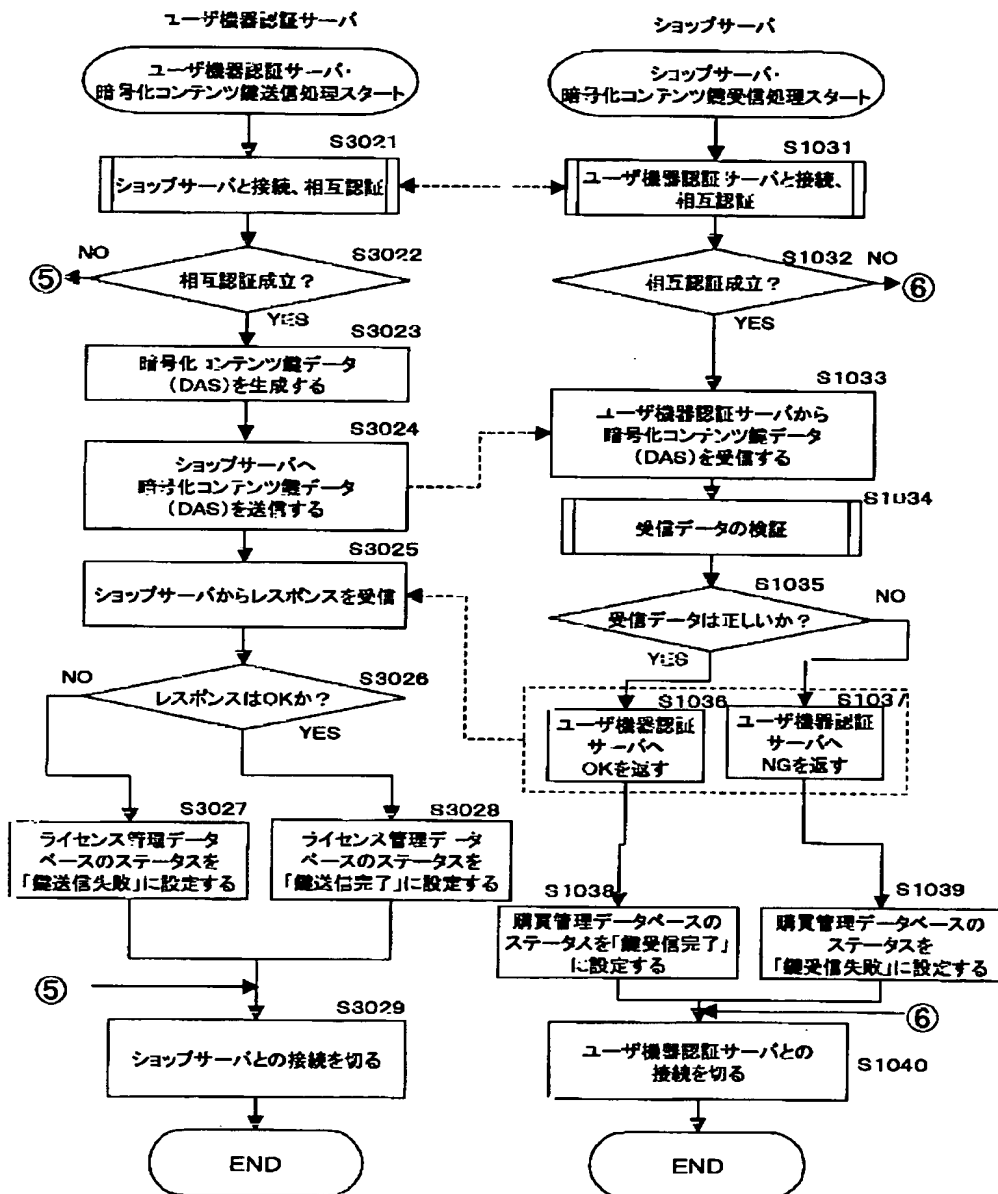 ユーザ機器認証サーバ
ショップサーバ
ユーザ機器認証サーバ・
暗号化コンテンツ鍵送信処理スタート
S3021
ショップサーバと接続、相互認証
NO
S3022
⑤
相互認証成立？
YES
S3023
暗号化コンテンツ鍵データ
(DAS)を生成する
S3024
ショップサーバへ
暗号化コンテンツ鍵データ
(DAS)を送信する
S3025
ショップサーバからレスポンスを受信
NO
S3026
レスポンスはOKか？
YES
S3027
ライセンス管理データ
ベースのステータスを
「鍵送信失敗」に設定する
S3028
ライセンス管理データ
ベースのステータスを
「鍵送信完了」に設定する
⑤
S3029
ショップサーバとの接続を切る
END
ショップサーバ・
暗号化コンテンツ鍵受信処理スタート
S1031
ユーザ機器認証サーバと接続、
相互認証
S1032
NO
相互認証成立？
⑥
YES
S1033
ユーザ機器認証サーバから
暗号化コンテンツ鍵データ
(DAS)を受信する
S1034
受信データの検証
S1035
NO
受信データは正しいか？
YES
S1036
ユーザ機器認証
サーバへ
OKを返す
S1037
ユーザ機器認証
サーバへ
NGを返す
S1038
購買管理データベースの
ステータスを「鍵受信完了」
に設定する
S1039
購買管理データベースの
ステータスを
「鍵受信失敗」に設定する
⑥
ユーザ機器認証サーバとの
接続を切る
S1040
END